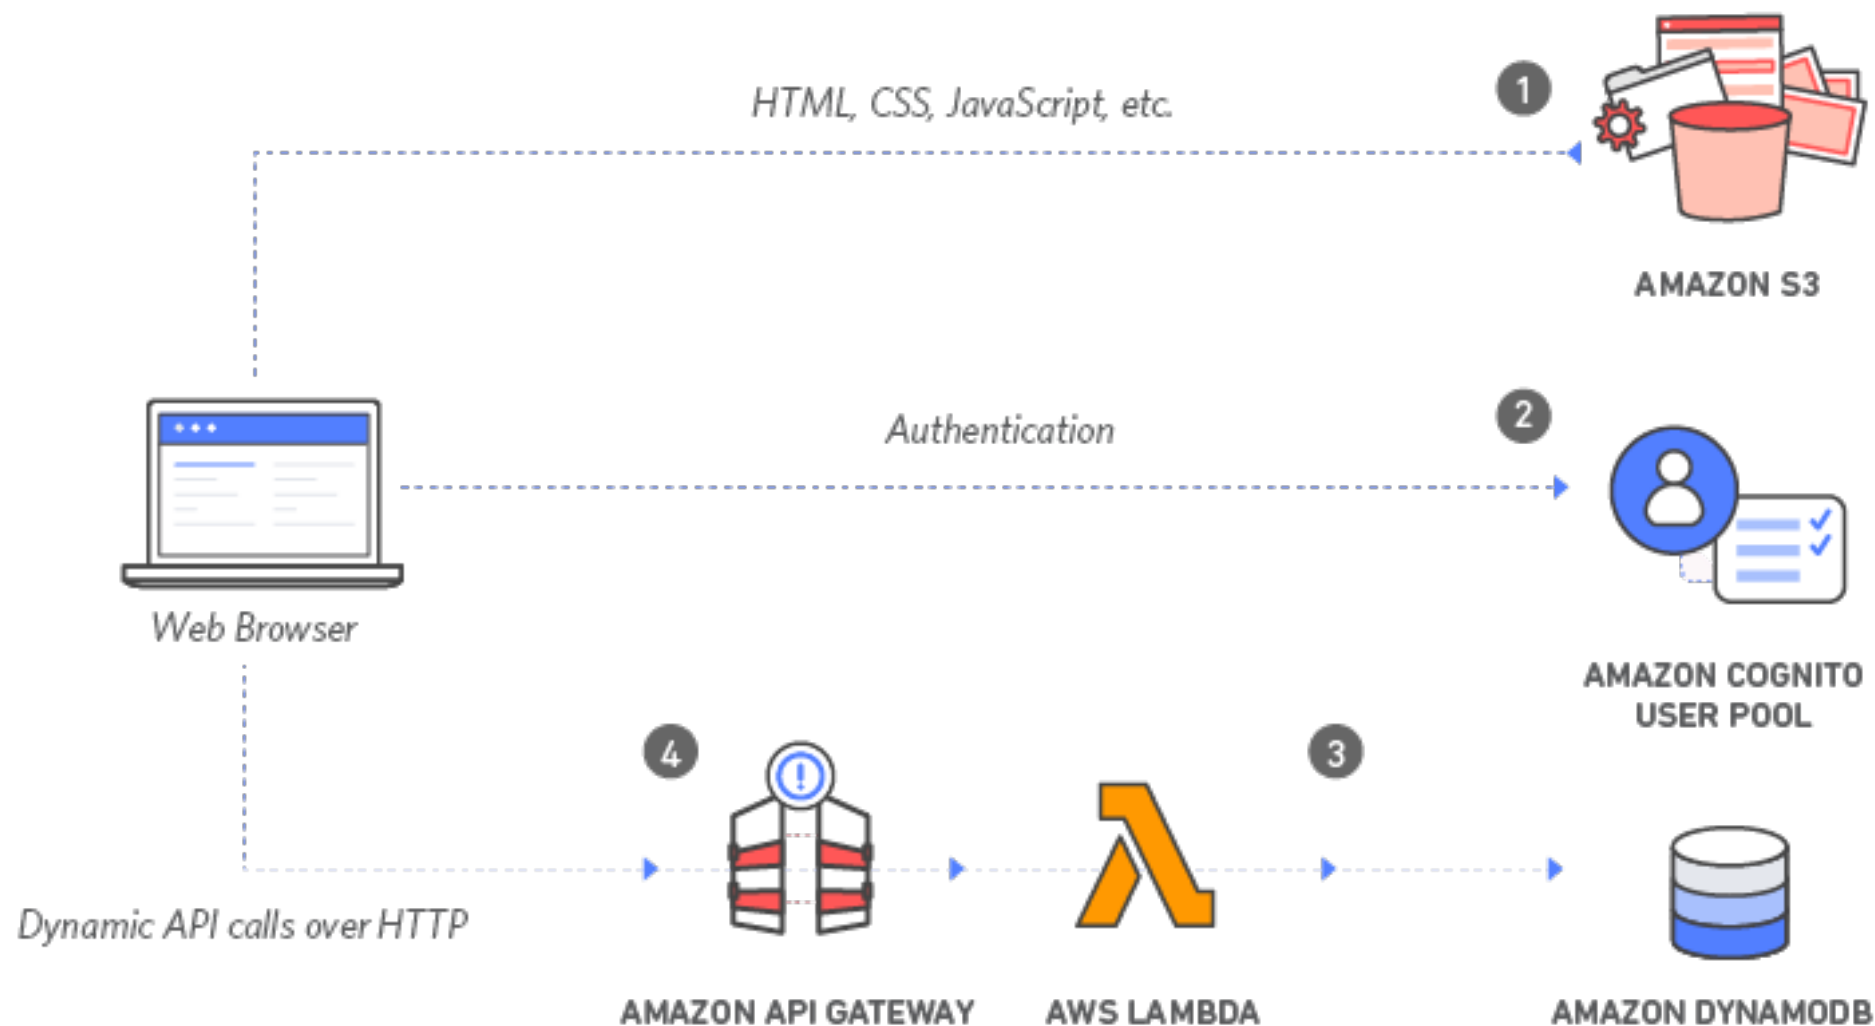 HTML, CSS, JavaScript, etc.
1
AMAZON S3
Authentication
2
Web Browser
AMAZON COGNITO
USER POOL
4
3
Dynamic API calls over HTTP
AMAZON API GATEWAY
AWS LAMBDA
AMAZON DYNAMODB